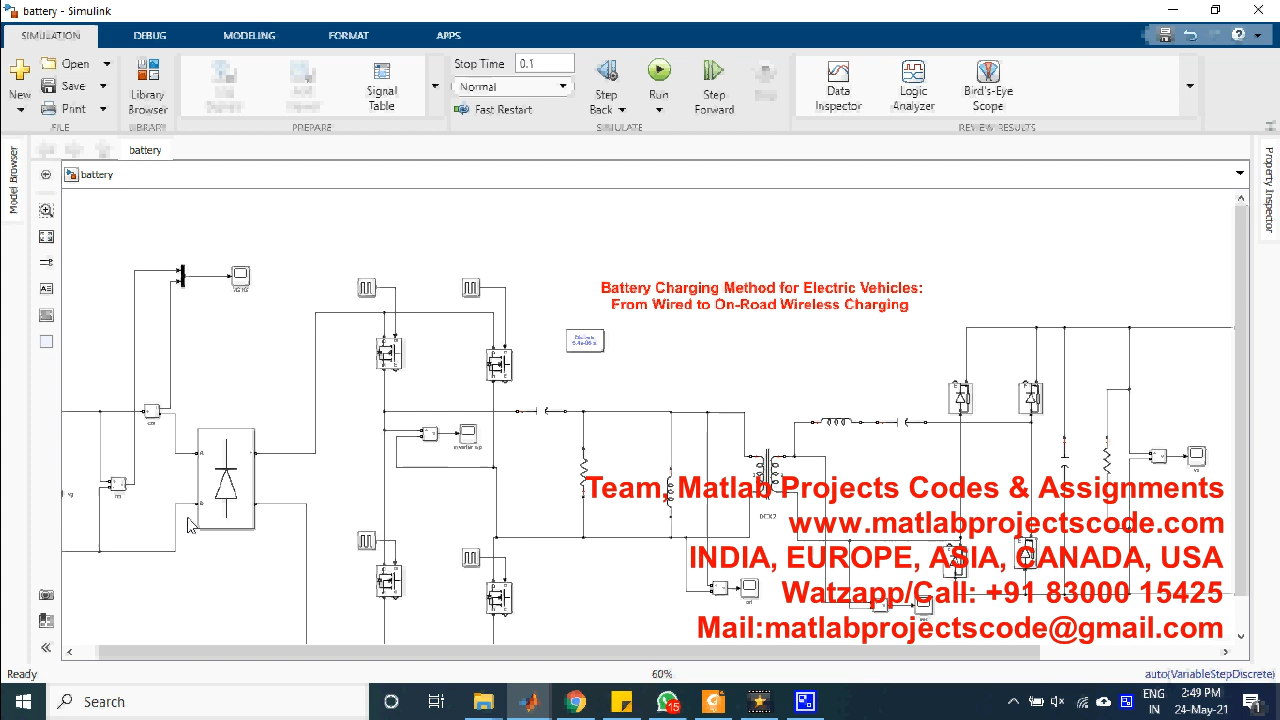 battery - Simulink
SIMULATION
DEBUG
MODELING
FORMAT
APPS
New
Open
Save
Print
FILE
Library Browser
LIBRARY
Signal Table
PREPARE
Stop Time 0.1
Normal
Fast Restart
Step Back
Run
Step Forward
SIMULATE
Data Inspector
Logic Analyzer
Bird's-Eye Scope
REVIEW RESULTS
Model Browser
Property Inspector
battery
battery
Battery Charging Method for Electric Vehicles:
From Wired to On-Road Wireless Charging
Team, Matlab Projects Codes & Assignments
www.matlabprojectscode.com
INDIA, EUROPE, ASIA, CANADA, USA
Watzapp/Call: +91 83000 15425
Mail:matlabprojectscode@gmail.com
Ready
60%
auto(VariableStepDiscrete)
Search
15
ENG
IN
2:49 PM
24-May-21
1